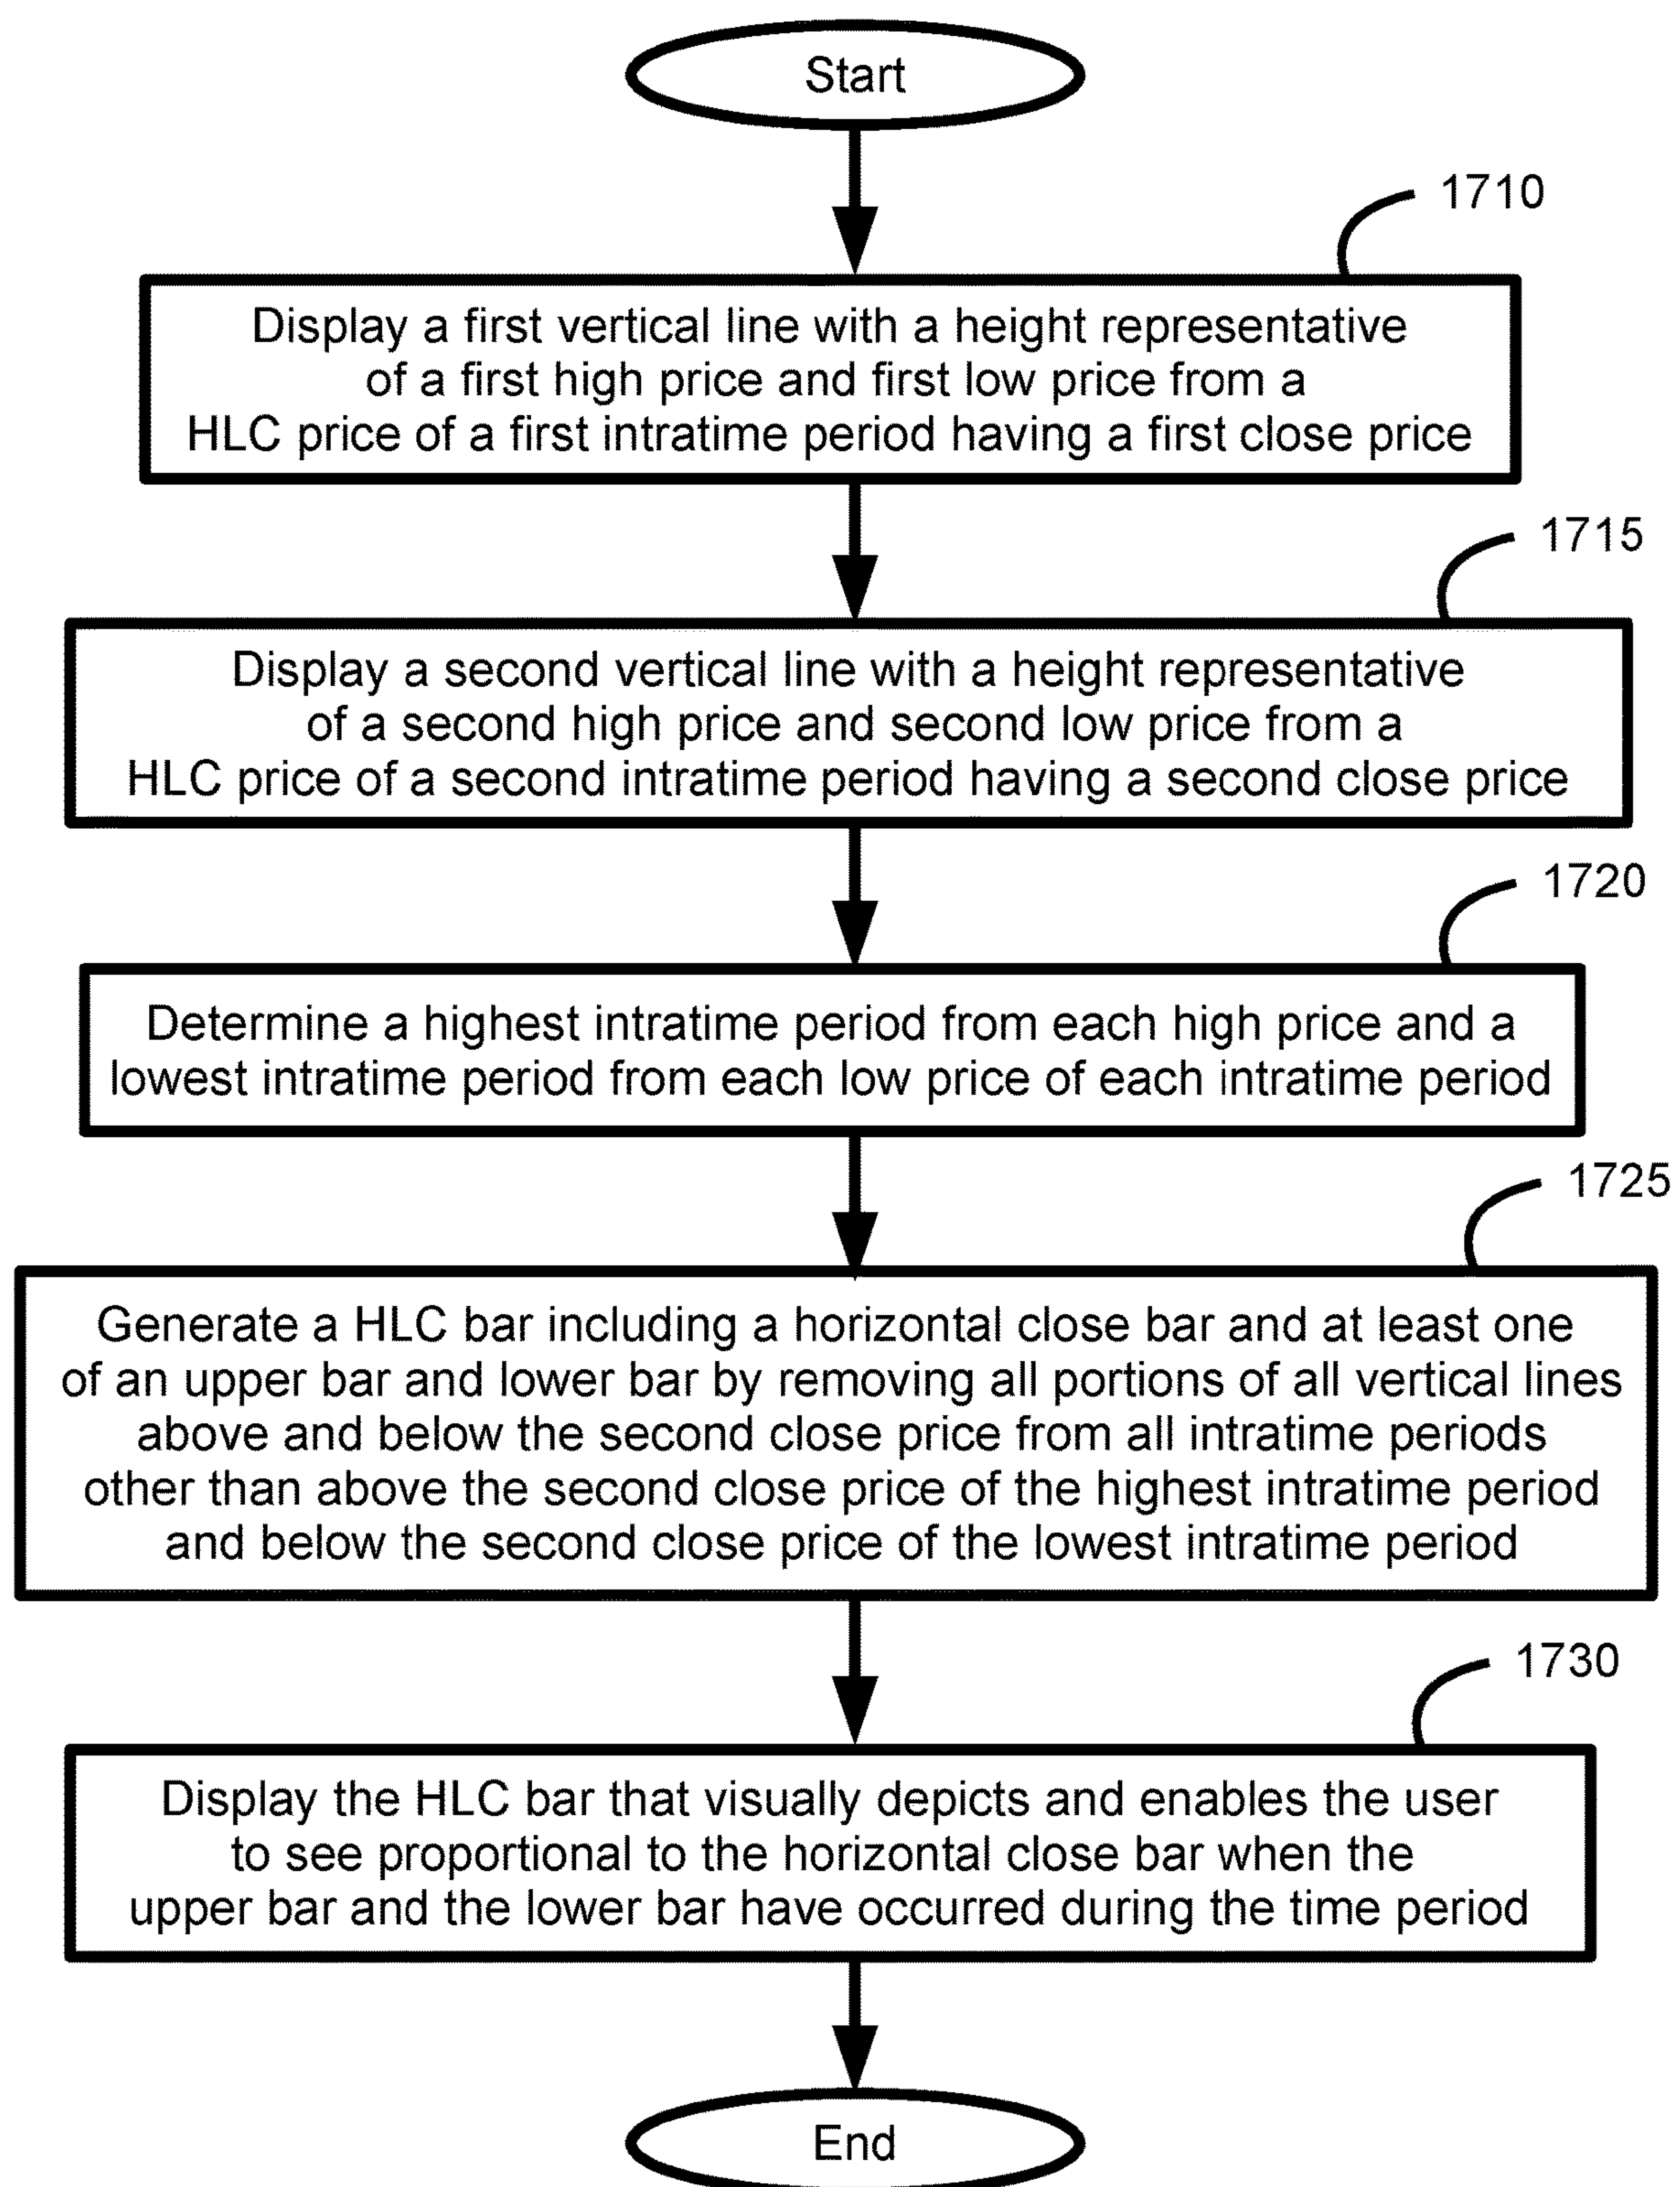 Start
1710
Display a first vertical line with a height representative
of a first high price and first low price from a
HLC price of a first intratime period having a first close price
1715
Display a second vertical line with a height representative
of a second high price and second low price from a
HLC price of a second intratime period having a second close price
1720
Determine a highest intratime period from each high price and a
lowest intratime period from each low price of each intratime period
1725
Generate a HLC bar including a horizontal close bar and at least one
of an upper bar and lower bar by removing all portions of all vertical lines
above and below the second close price from all intratime periods
other than above the second close price of the highest intratime period
and below the second close price of the lowest intratime period
1730
Display the HLC bar that visually depicts and enables the user
to see proportional to the horizontal close bar when the
upper bar and the lower bar have occurred during the time period
End